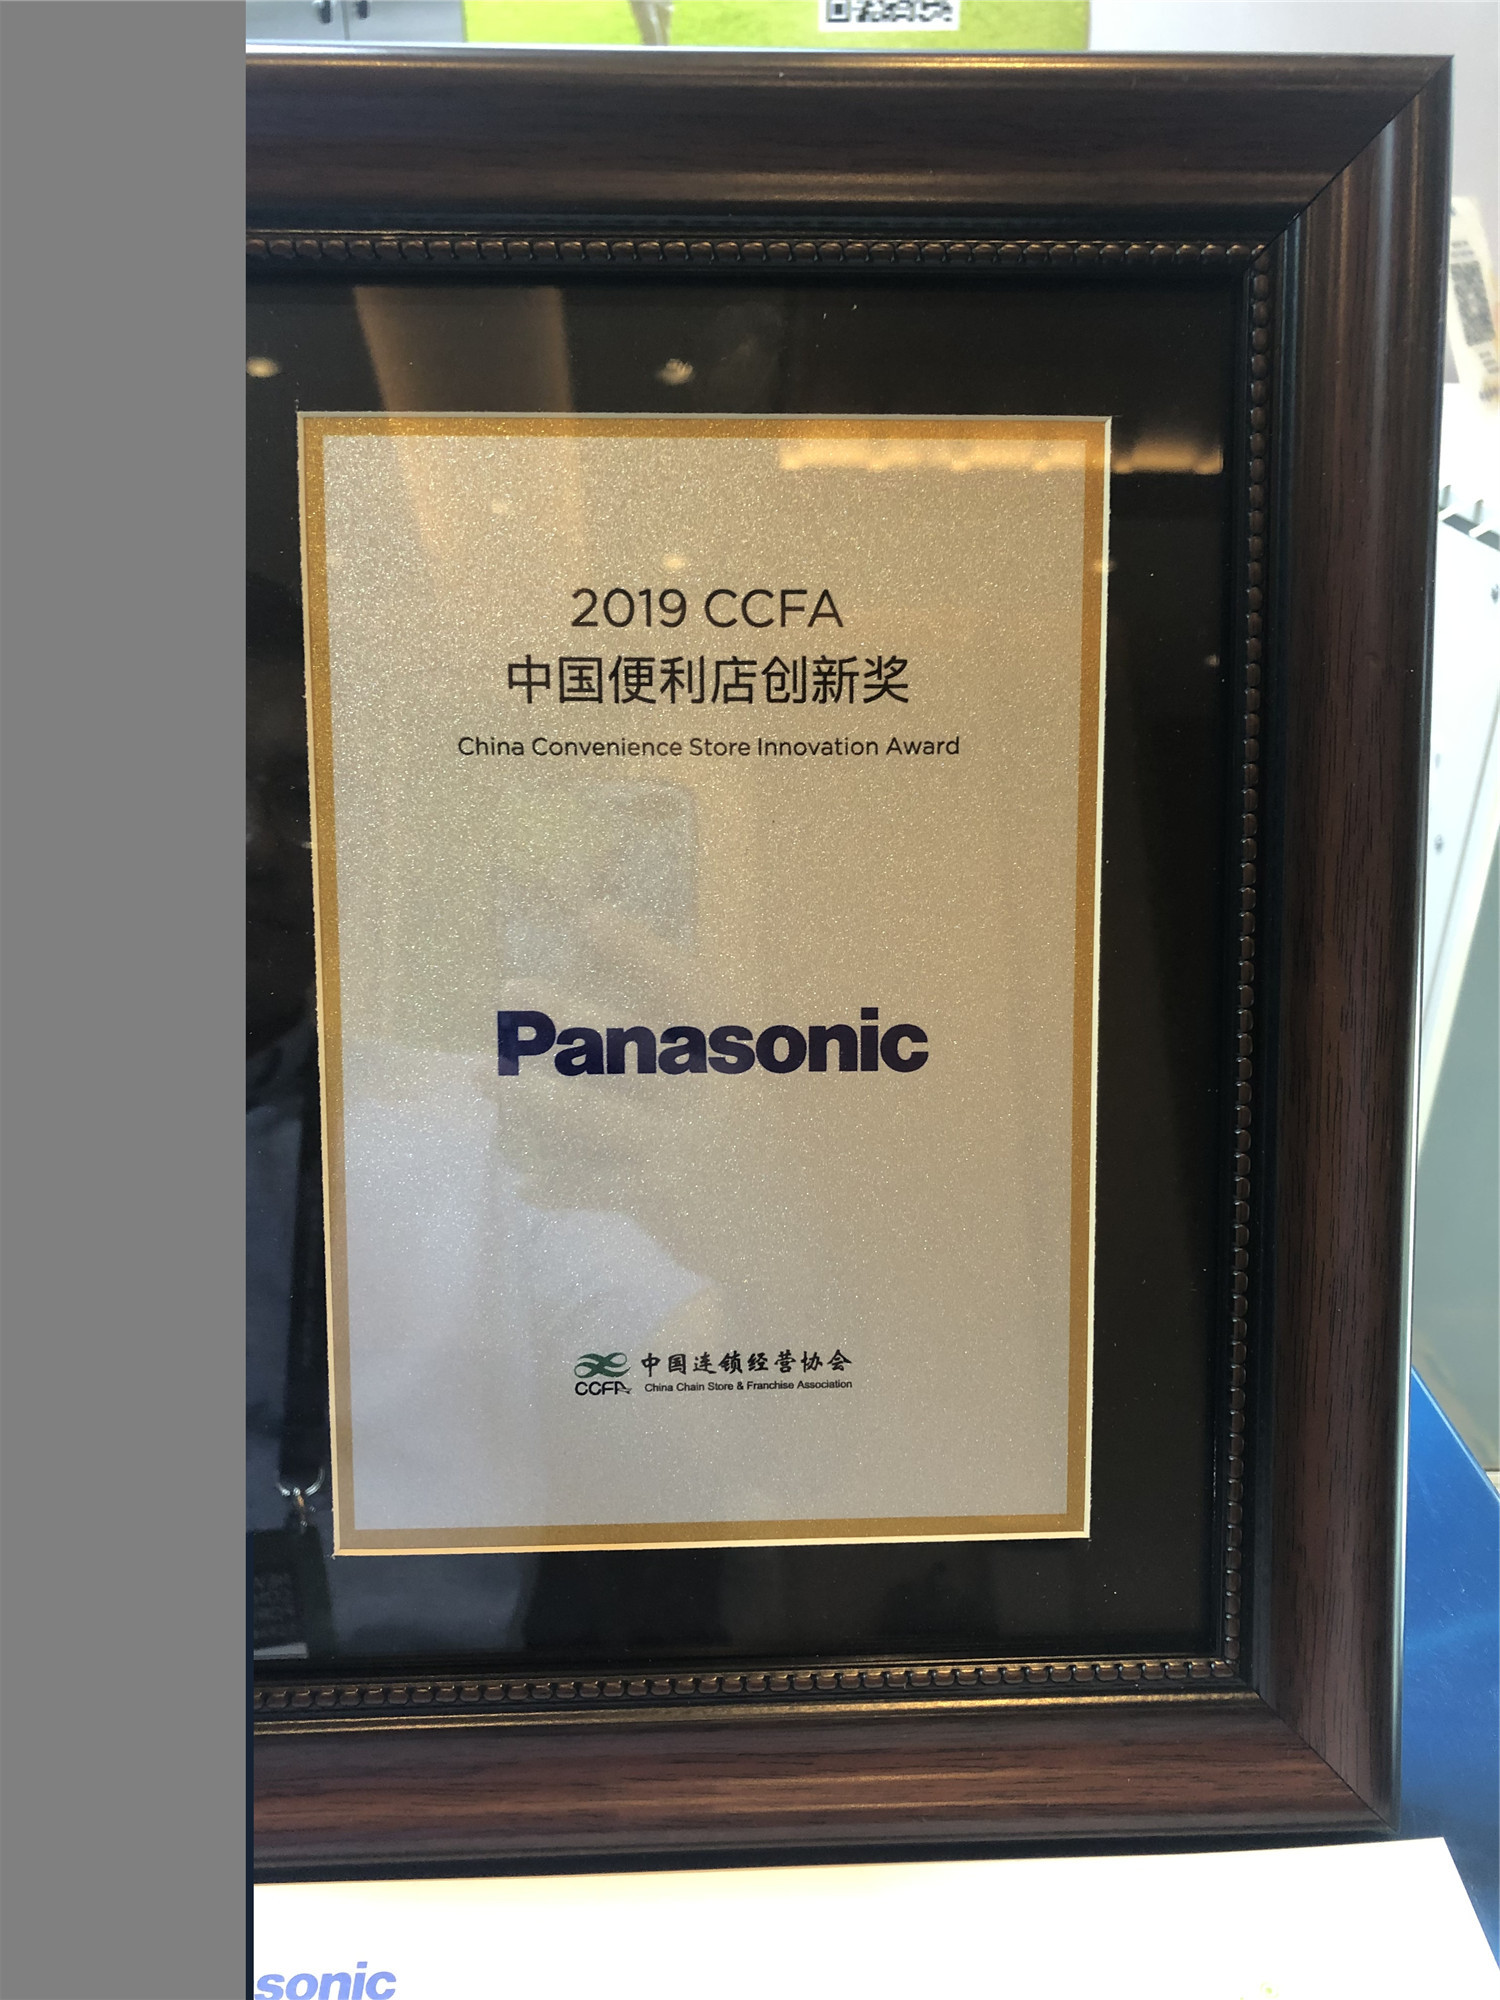 2019 CCFA
中国便利店创新奖
China Convenience Store Innovation Award
Panasonic
中国连锁经营协会
CCFA
China Chain Store & Franchise Association
sonic